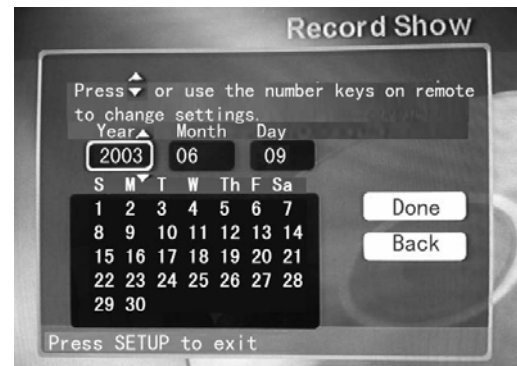 Record Show
Press or use the number keys on remote
to change settings.
Year Month Day
2003 06 09
S M T W Th F Sa
1 2 3 4 5 6 7
8 9 10 11 12 13 14
Done
15 16 17 18 19 20 21
Back
22 23 24 25 26 27 28
29 30
Press SETUP to exit